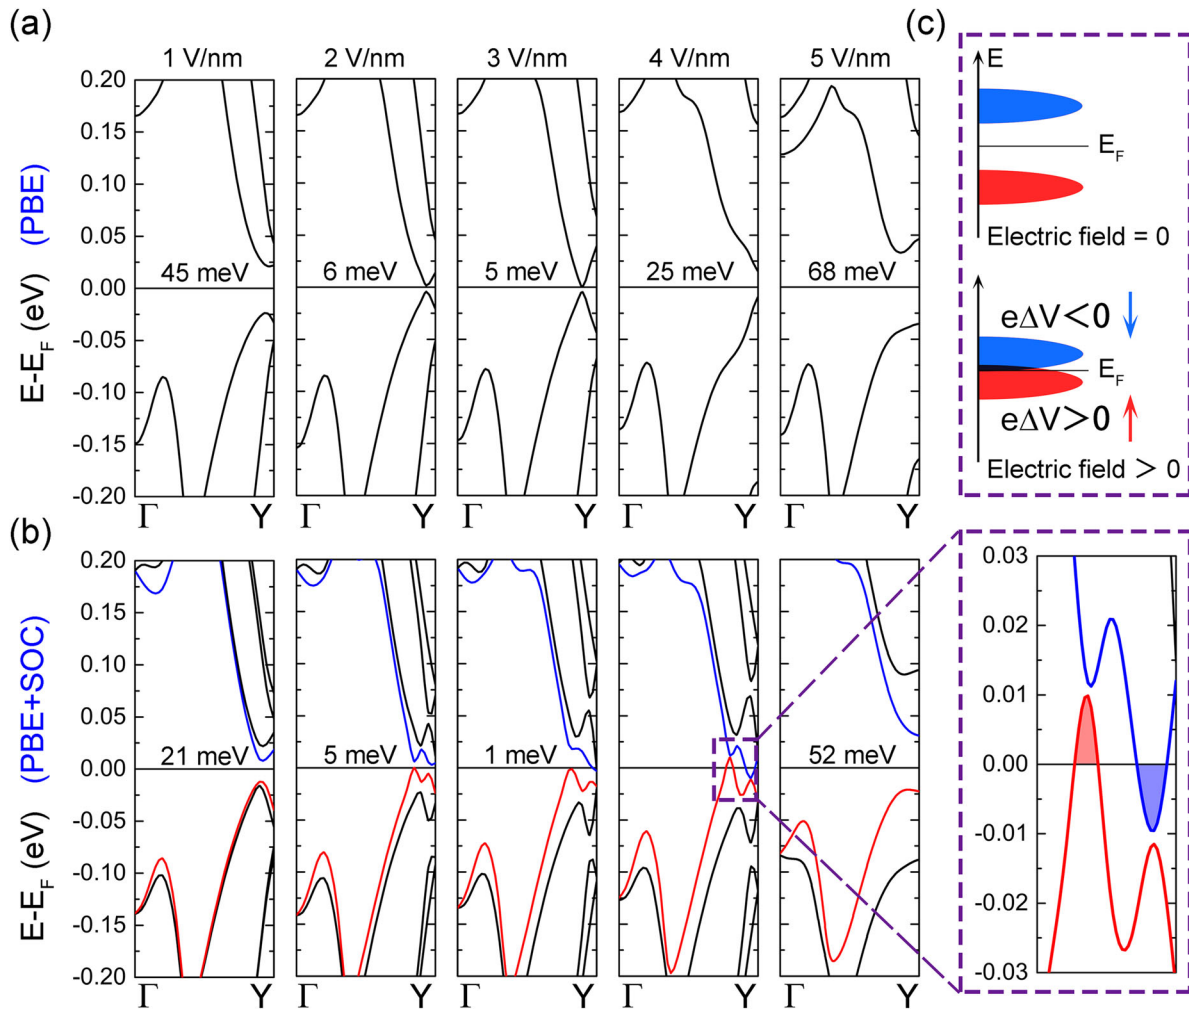 (a)
1 V/nm 2 V/nm 3 V/nm 4 V/nm 5 V/nm
E-E_F (eV) (PBE)
0.20
0.15
0.10
0.05
0.00
-0.05
-0.10
-0.15
-0.20
45 meV 6 meV 5 meV 25 meV 68 meV
Γ Y Γ Y Γ Y Γ Y Γ Y
(b)
E-E_F (eV) (PBE+SOC)
0.20
0.15
0.10
0.05
0.00
-0.05
-0.10
-0.15
-0.20
21 meV 5 meV 1 meV 52 meV
Γ Y Γ Y Γ Y Γ Y Γ Y
(c)
E
E_F
Electric field = 0
eΔV<0
E_F
eΔV>0
Electric field > 0
0.03
0.02
0.01
0.00
-0.01
-0.02
-0.03